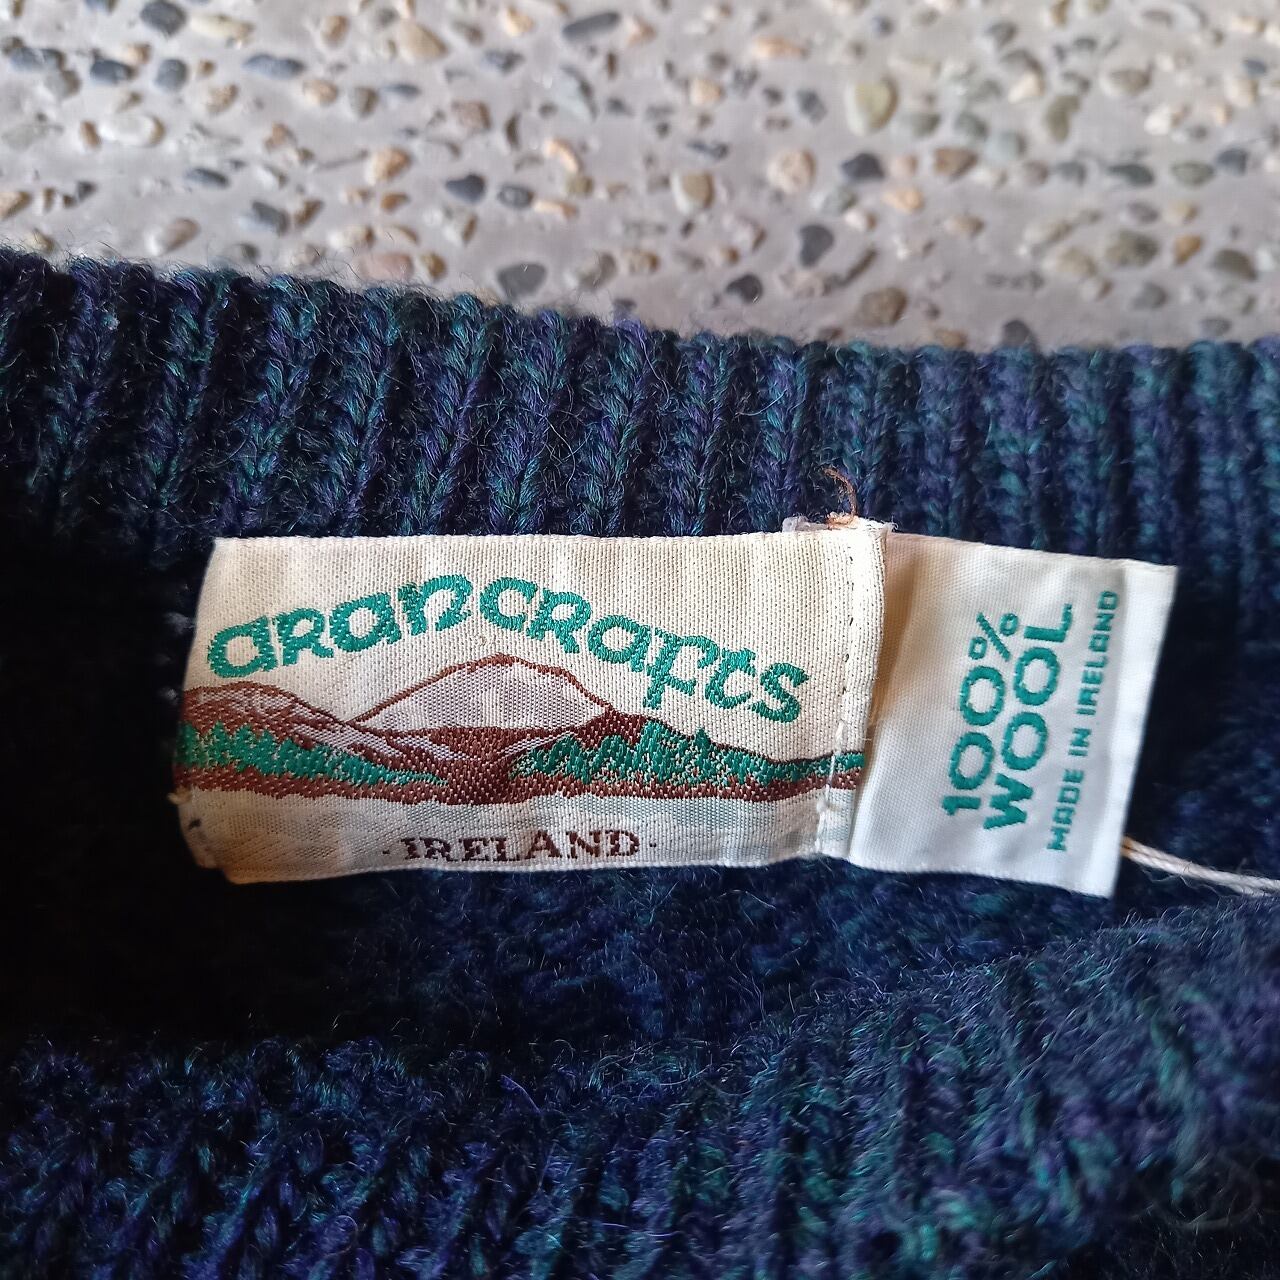 aranCrafts
·IRELAND·
100%
WOOL
MADE IN IRELAND